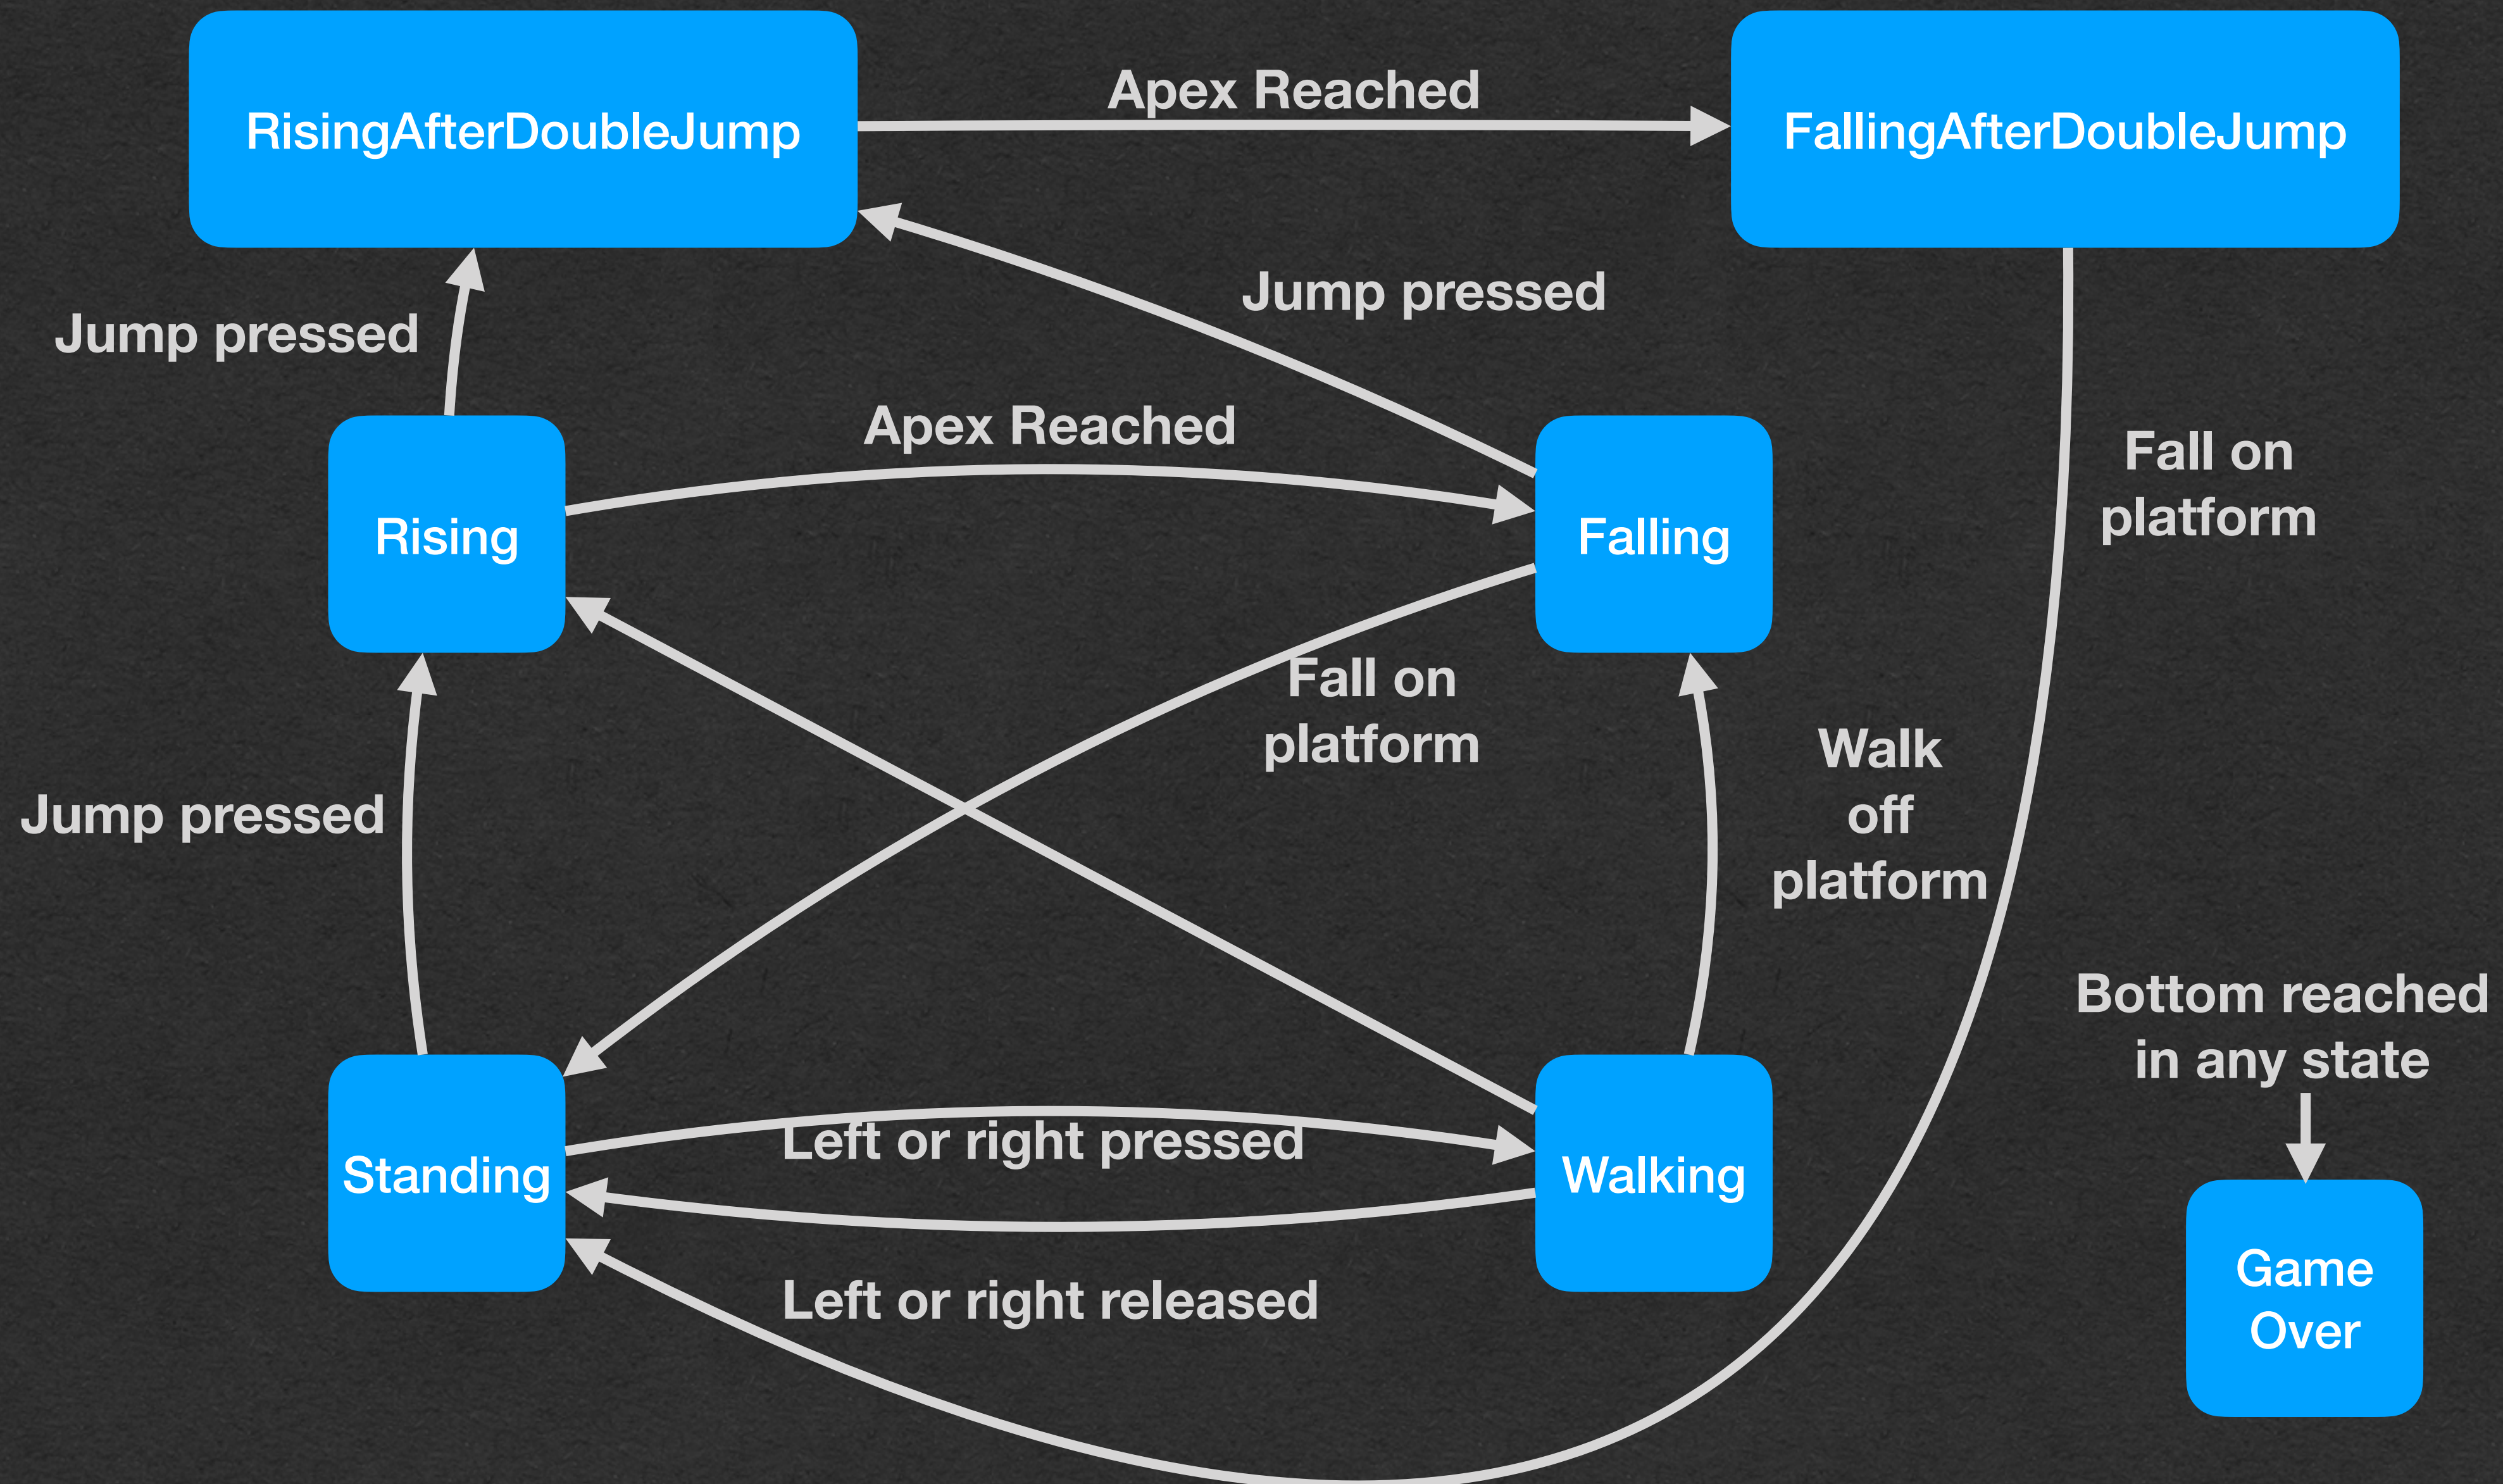 Apex Reached
RisingAfterDoubleJump
FallingAfterDoubleJump
Jump pressed
Jump pressed
Apex Reached
Fall on
platform
Rising
Falling
Fall on
platform
Walk
off
platform
Jump pressed
Bottom reached
in any state
Left or right pressed
Standing
Walking
Left or right released
Game
Over